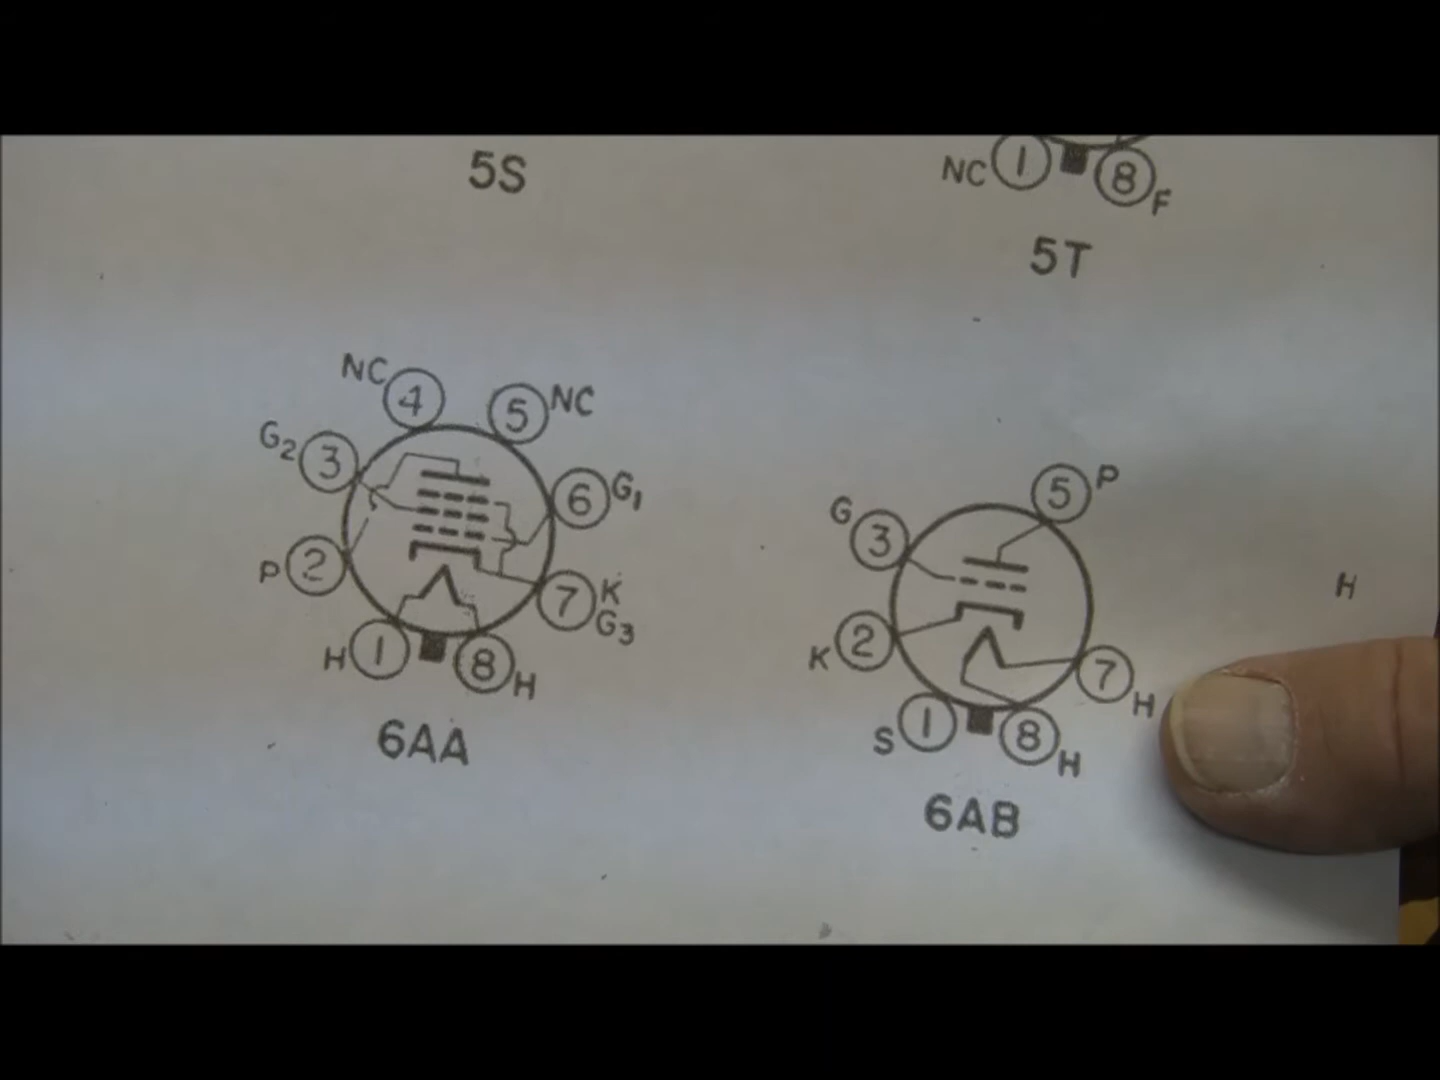 5S
NC 1 8 F
5T
NC 4 5 NC
G2 3 6 G1
P 2 7 K G3
H 1 8 H
6AA
5 P
G 3
K 2 7 H
S 1 8 H
6AB
H